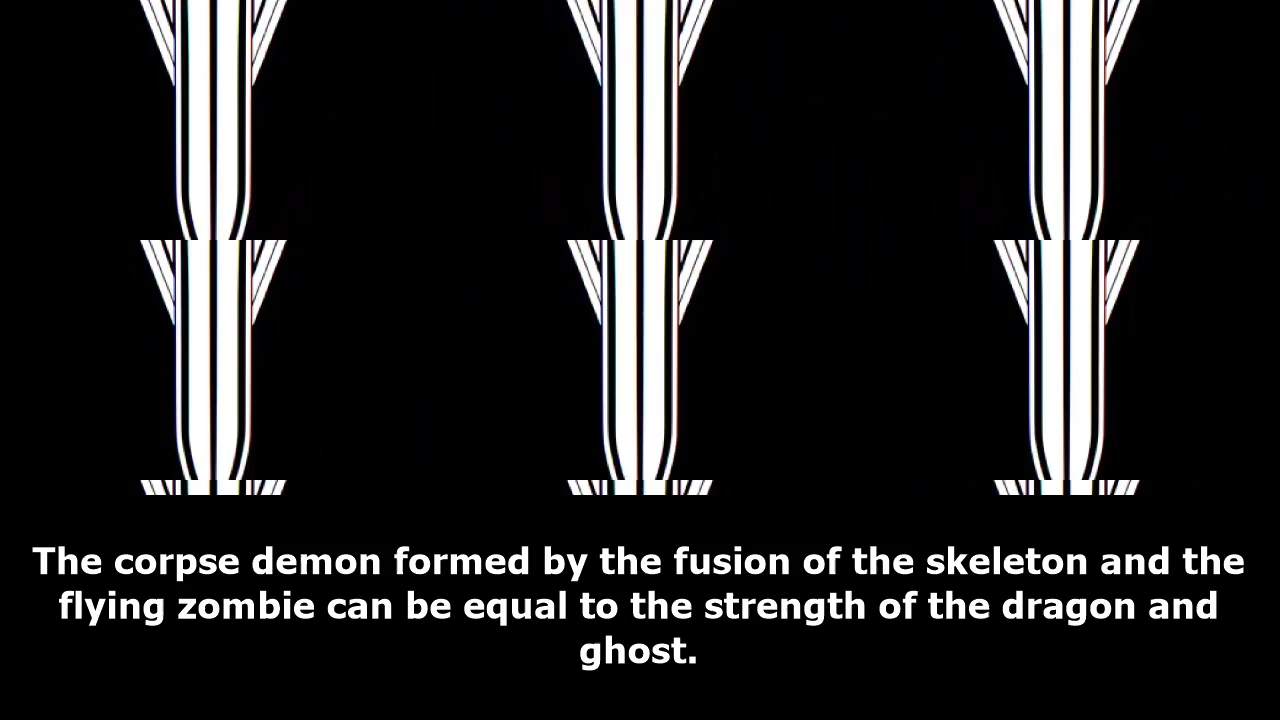 The corpse demon formed by the fusion of the skeleton and the
flying zombie can be equal to the strength of the dragon and
ghost.